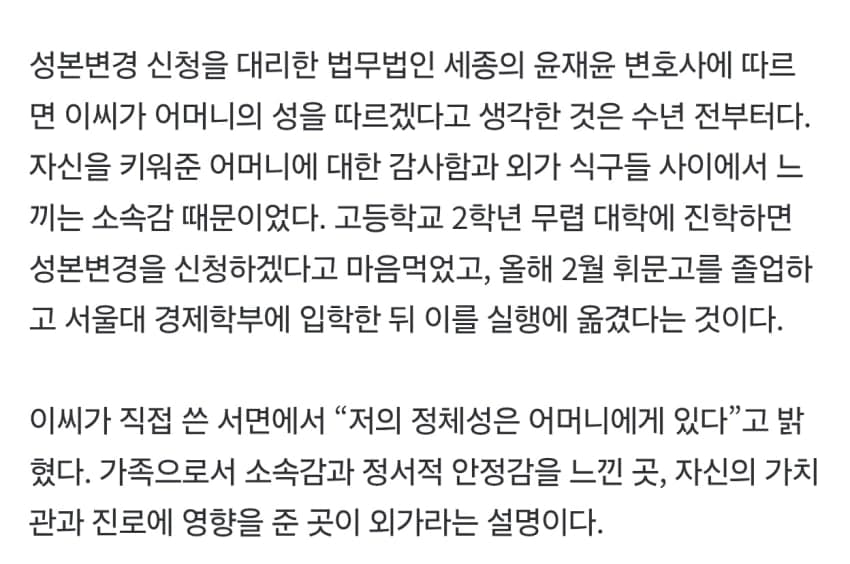 성본변경 신청을 대리한 법무법인 세종의 윤재윤 변호사에 따르
면 이씨가 어머니의 성을 따르겠다고 생각한 것은 수년 전부터다.
자신을 키워준 어머니에 대한 감사함과 외가 식구들 사이에서 느
끼는 소속감 때문이었다. 고등학교 2학년 무렵 대학에 진학하면
성본변경을 신청하겠다고 마음먹었고, 올해 2월 휘문고를 졸업하
고 서울대 경제학부에 입학한 뒤 이를 실행에 옮겼다는 것이다.
이씨가 직접 쓴 서면에서 “저의 정체성은 어머니에게 있다”고 밝
혔다. 가족으로서 소속감과 정서적 안정감을 느낀 곳, 자신의 가치
관과 진로에 영향을 준 곳이 외가라는 설명이다.